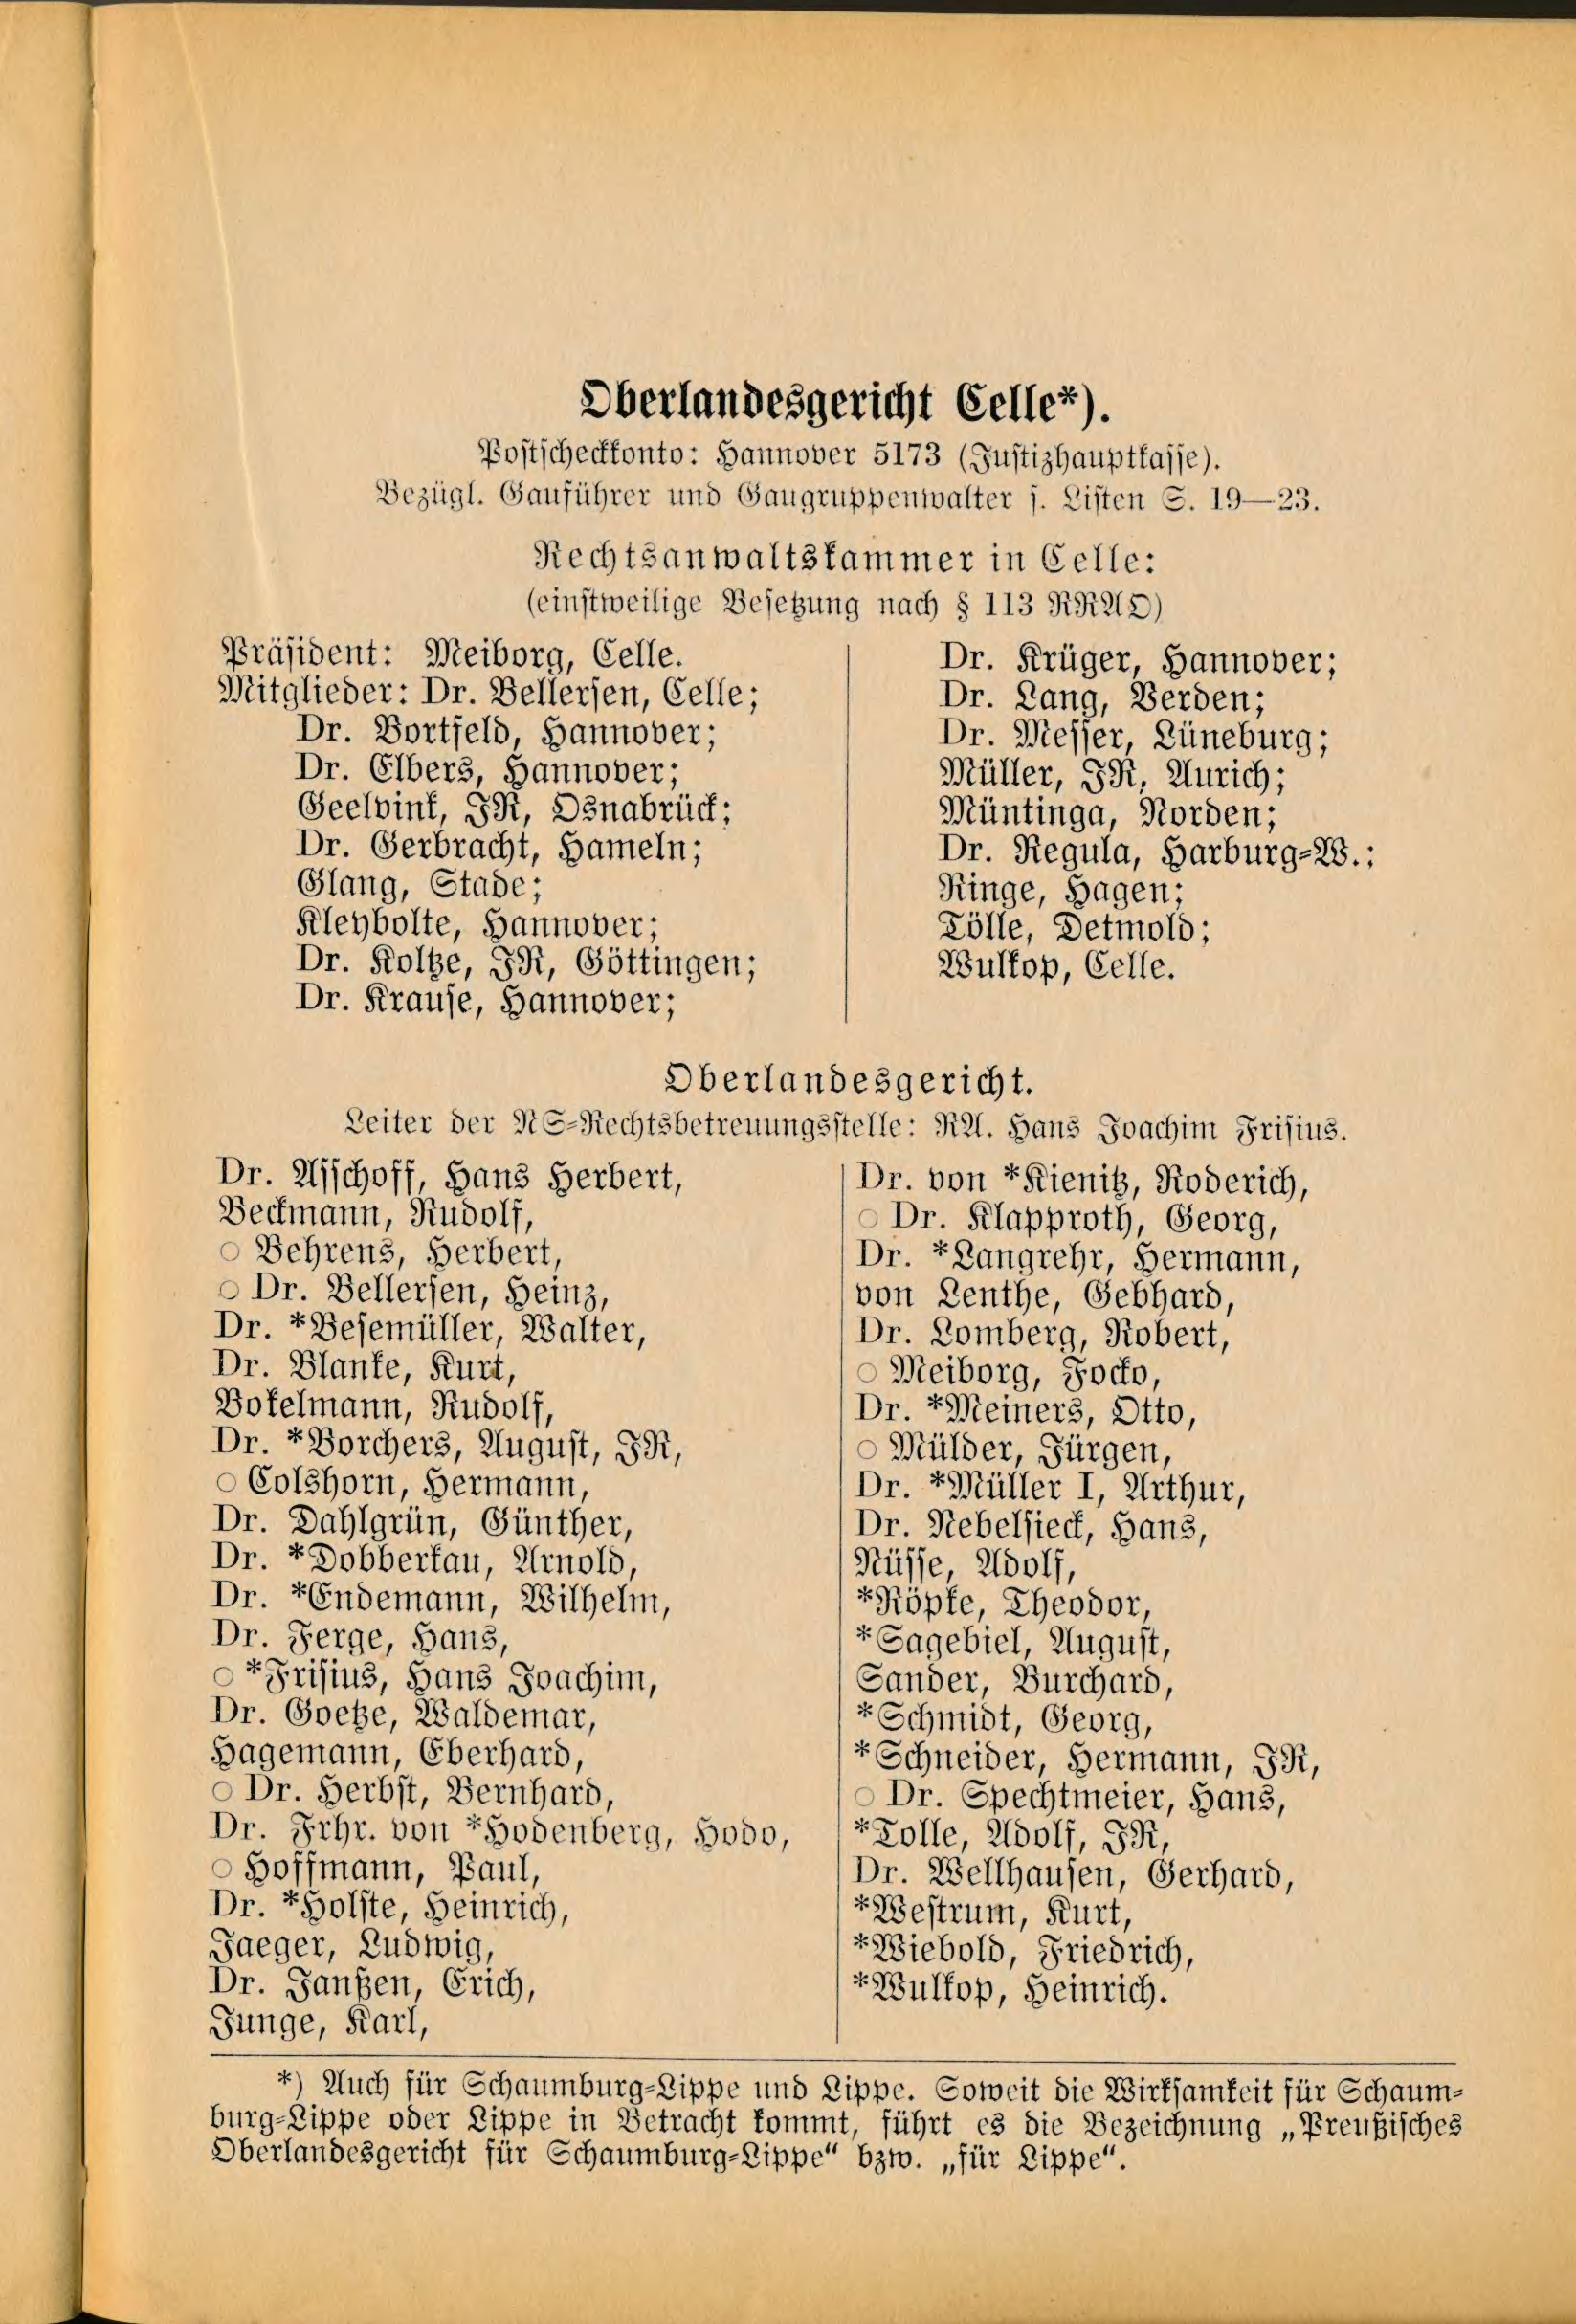 Oberlandesgericht Celle*).
Postscheckkonto: Hannover 5173 (Justizhauptkasse).
Bezügl. Gauführer und Gaugruppenwalter s. Listen S. 19—23.
Rechtsanwaltskammer in Celle:
(einstweilige Besetzung nach § 113 RRAO)
Präsident: Meiborg, Celle.
Mitglieder: Dr. Bellersen, Celle;
Dr. Bortfeld, Hannover;
Dr. Elbers, Hannover;
Geelvink, JR, Osnabrück;
Dr. Gerbracht, Hameln;
Glang, Stade;
Kleybolte, Hannover;
Dr. Koltze, JR, Göttingen;
Dr. Krause, Hannover;
Dr. Krüger, Hannover;
Dr. Lang, Verden;
Dr. Messer, Lüneburg;
Müller, JR, Aurich;
Müntinga, Norden;
Dr. Regula, Harburg-W.;
Ringe, Hagen;
Tölle, Detmold;
Wulkop, Celle.
Oberlandesgericht.
Leiter der NS-Rechtsbetreuungsstelle: RA. Hans Joachim Frisius.
Dr. Asschoff, Hans Herbert,
Beckmann, Rudolf,
○ Behrens, Herbert,
○ Dr. Bellersen, Heinz,
Dr. *Besemüller, Walter,
Dr. Blanke, Kurt,
Bokelmann, Rudolf,
Dr. *Borchers, August, JR,
○ Colshorn, Hermann,
Dr. Dahlgrün, Günther,
Dr. *Dobberkau, Arnold,
Dr. *Endemann, Wilhelm,
Dr. Ferge, Hans,
○ *Frisius, Hans Joachim,
Dr. Goetze, Waldemar,
Hagemann, Eberhard,
○ Dr. Herbst, Bernhard,
Dr. Frhr. von *Hodenberg, Hodo,
○ Hoffmann, Paul,
Dr. *Holste, Heinrich,
Jaeger, Ludwig,
Dr. Janßen, Erich,
Junge, Karl,
Dr. von *Kienitz, Roderich,
○ Dr. Klapproth, Georg,
Dr. *Langrehr, Hermann,
von Lenthe, Gebhard,
Dr. Lomberg, Robert,
○ Meiborg, Focko,
Dr. *Meiners, Otto,
○ Mülder, Jürgen,
Dr. *Müller I, Arthur,
Dr. Nebelsieck, Hans,
Nüsse, Adolf,
*Röpke, Theodor,
*Sagebiel, August,
Sander, Burchard,
*Schmidt, Georg,
*Schneider, Hermann, JR,
○ Dr. Spechtmeier, Hans,
*Tolle, Adolf, JR,
Dr. Wellhausen, Gerhard,
*Westrum, Kurt,
*Wiebold, Friedrich,
*Wulkop, Heinrich.
*) Auch für Schaumburg-Lippe und Lippe. Soweit die Wirksamkeit für Schaum-
burg-Lippe oder Lippe in Betracht kommt, führt es die Bezeichnung „Preußisches
Oberlandesgericht für Schaumburg-Lippe“ bzw. „für Lippe“.